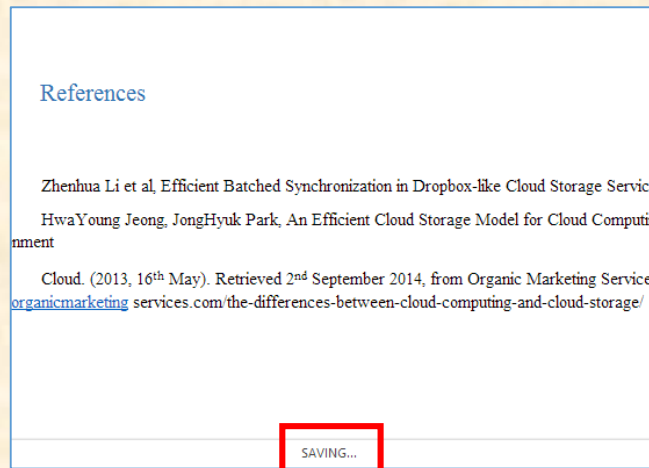 References
Zhenhua Li et al, Efficient Batched Synchronization in Dropbox-like Cloud Storage Servic
HwaYoung Jeong, JongHyuk Park, An Efficient Cloud Storage Model for Cloud Computi
nment
Cloud. (2013, 16th May). Retrieved 2nd September 2014, from Organic Marketing Service
organicmarketing services.com/the-differences-between-cloud-computing-and-cloud-storage/
SAVING...